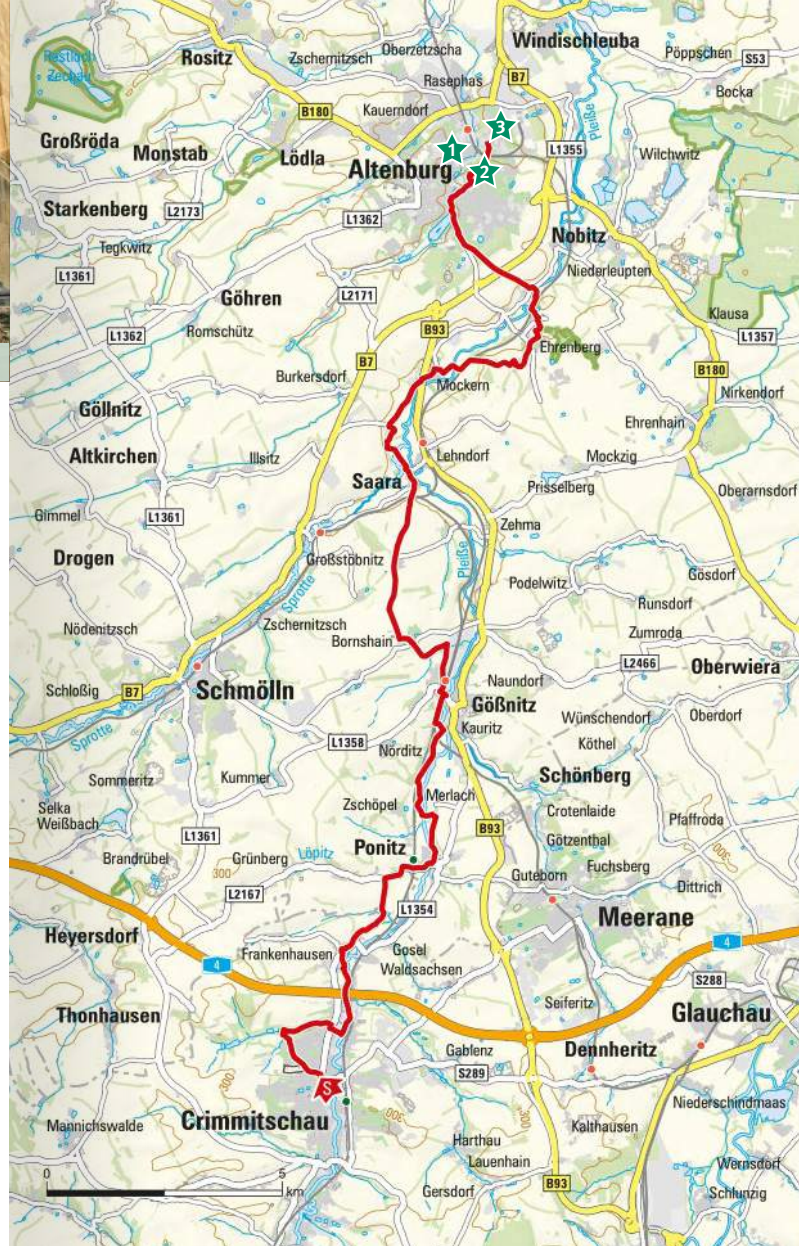 Windischleuba
Oberzetzscha
Rositz
Zschernitzsch
Pöppschen
S53
Restloch
Zechau
Rasephas
B7
Bocka
B180
Kauerndorf
Pleiße
3
Großröda
Monstab
Lödla
1
L1355
Wilchwitz
Altenburg
2
Starkenberg
L2173
L1362
Nobitz
Tegkwitz
Niederleupten
L1361
Göhren
L2171
Klausa
L1362
Romschütz
B93
L1357
Ehrenberg
B7
B180
Burkersdorf
Mockern
Nirkendorf
Göllnitz
Ehrenhain
Altkirchen
Illsitz
Lehndorf
Mockzig
Saara
Prisselberg
Oberarnsdorf
Gimmel
L1361
Zehma
Drogen
Großstöbnitz
Pleiße
Gösdorf
Sprotte
Podelwitz
Runsdorf
Nödenitzsch
Zschernitzsch
Bornshain
Zumroda
L2466
Oberwiera
Schloßig
B7
Schmölln
Naundorf
Gößnitz
Wünschendorf
Oberdorf
Sprotte
Kauritz
L1358
Nörditz
Köthel
Sommeritz
Kummer
Schönberg
Selka
Weißbach
Zschöpel
Merlach
Crotenlaide
Pfaffroda
L1361
B93
Götzenthal
300
Brandrübel
Grünberg
Löpitz
Ponitz
Fuchsberg
300
Guteborn
Dittrich
L2167
L1354
Meerane
Heyersdorf
Frankenhausen
Gosel
4
4
Waldsachsen
S288
Thonhausen
Seiferitz
Glauchau
Gablenz
Dennheritz
300
S289
S
Niederschindmaas
Crimmitschau
300
300
Mannichswalde
Kalthausen
Harthau
Lauenhain
Wernsdorf
0
5
km
Gersdorf
B93
Schlunzig